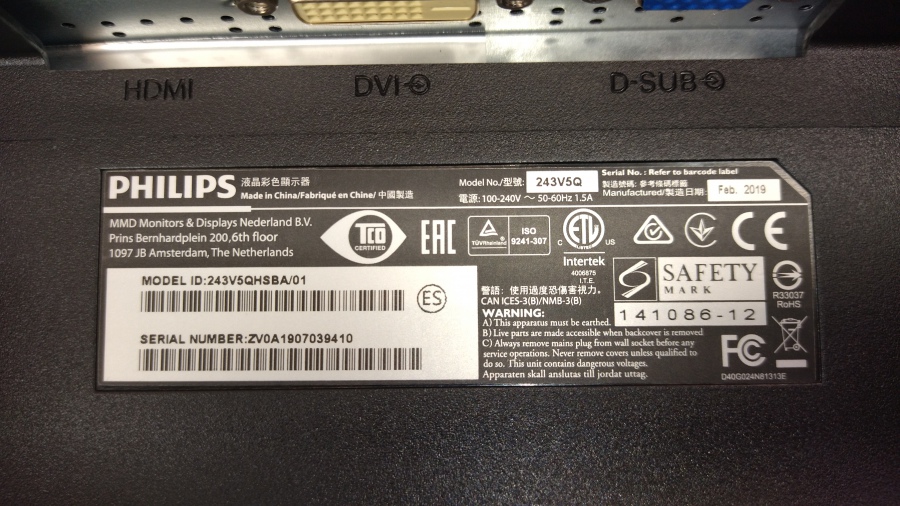 HDMI
DVI
D-SUB
PHILIPS 液晶彩色顯示器
Made in China/Fabriqué en Chine/ 中國製造
Model No./型號: 243V5Q
電源: 100-240V ～ 50-60Hz 1.5A
Serial No. : Refer to barcode label
製造號碼: 參考條碼標籤
Manufactured/製造日期: Feb. 2019
MMD Monitors & Displays Nederland B.V.
Prins Bernhardplein 200,6th floor
1097 JB Amsterdam, The Netherlands
TCO
CERTIFIED
EAC
TÜVRheinland
ISO
9241-307
C ETL US
LISTED
Intertek
4006875
I.T.E.
CE
MODEL ID:243V5QHSBA/01
ES
SERIAL NUMBER:ZV0A1907039410
警語: 使用過度恐傷害視力。
CAN ICES-3(B)/NMB-3(B)
WARNING:
A) This apparatus must be earthed.
B) Live parts are made accessible when backcover is removed
C) Always remove mains plug from wall socket before any
service operations. Never remove covers unless qualified to
do so. This unit contains dangerous voltages.
Apparaten skall anslutas till jordat uttag.
S
SAFETY
MARK
141086-12
R33037
RoHS
FC
D40G024N81313E